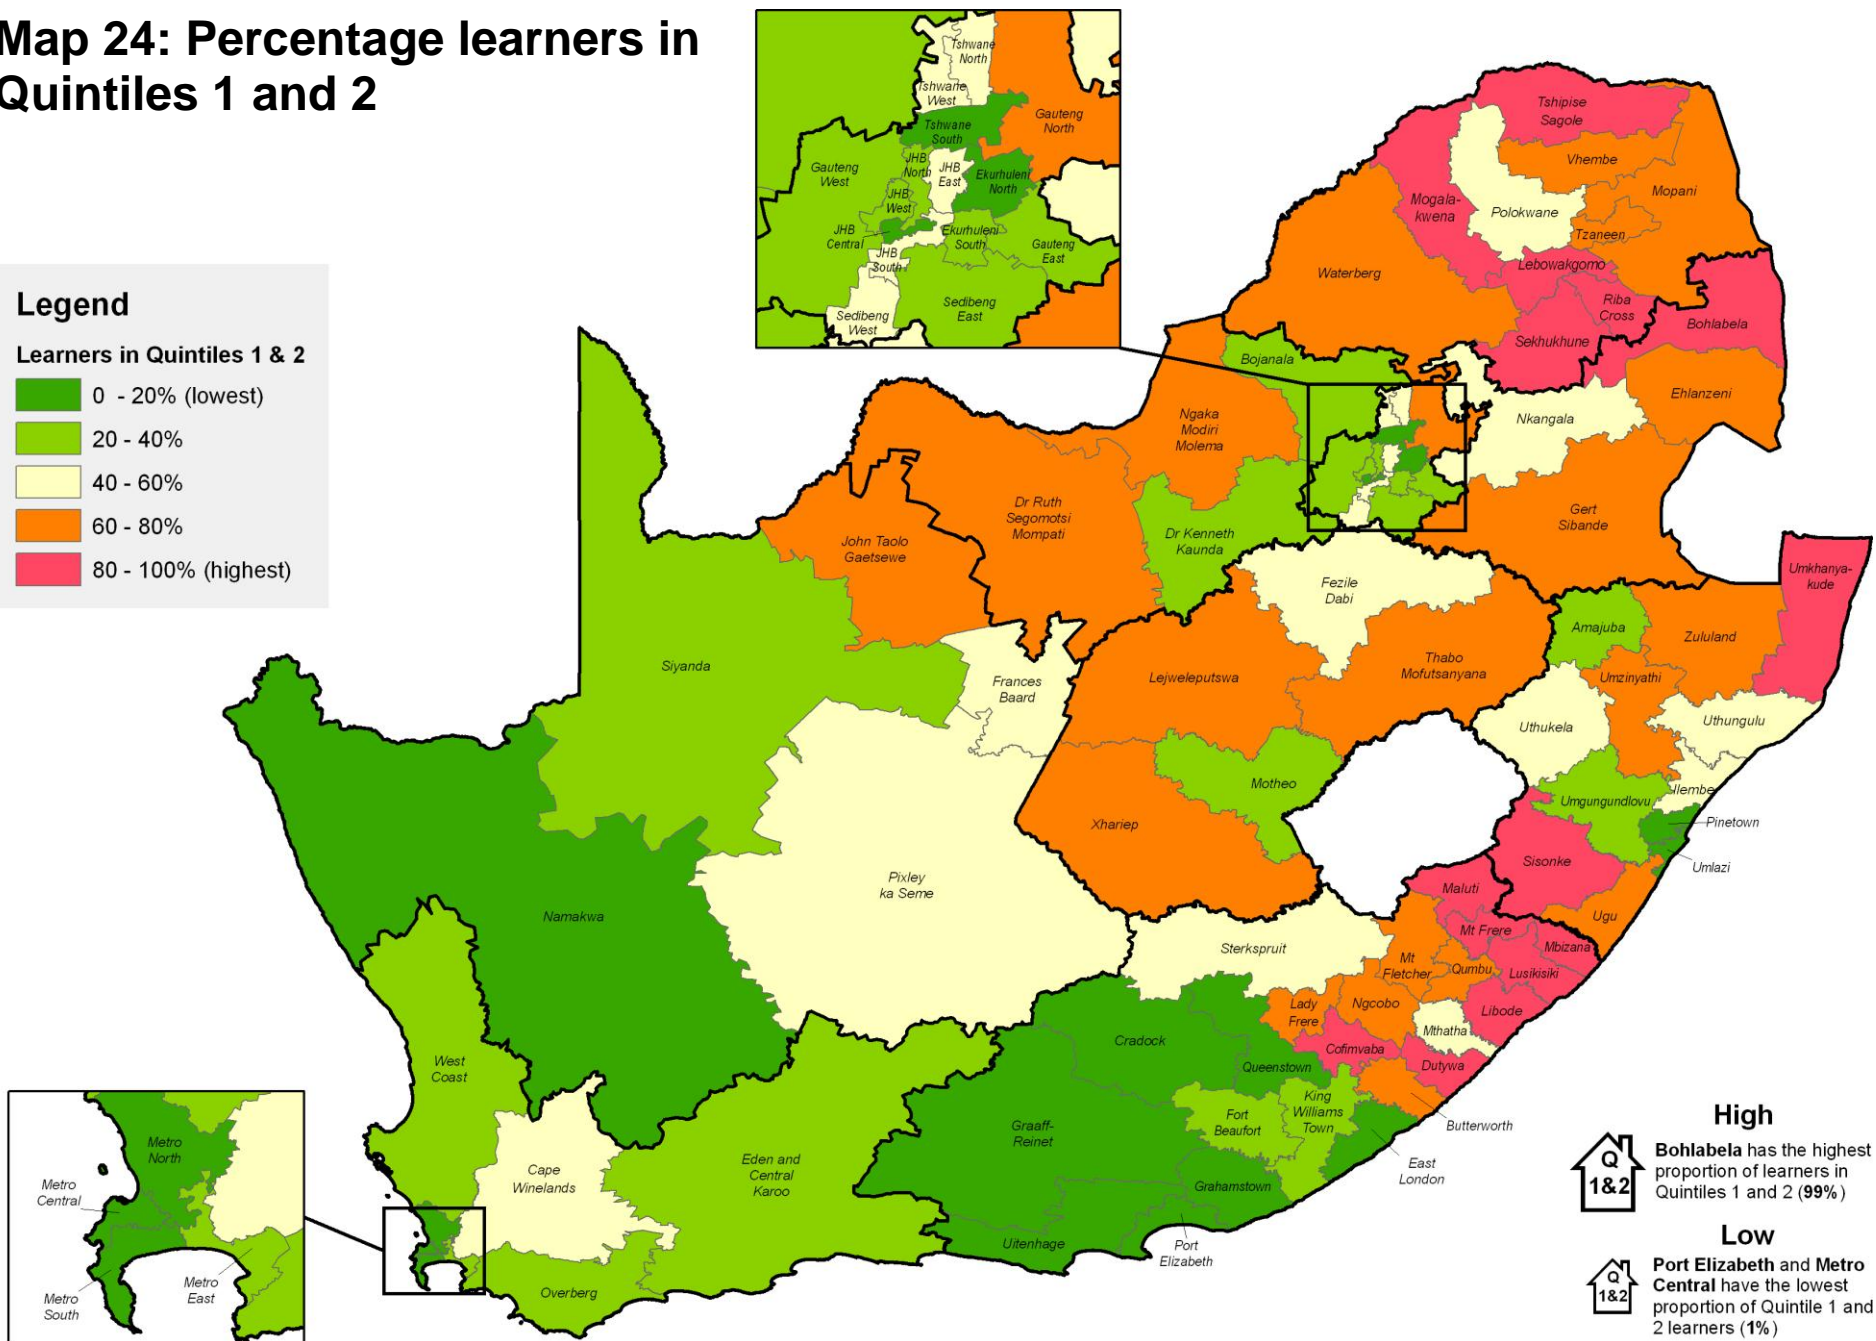 Map 24: Percentage learners in
Quintiles 1 and 2
Legend
Learners in Quintiles 1 & 2
0 - 20% (lowest)
20 - 40%
40 - 60%
60 - 80%
80 - 100% (highest)
Tshwane
North
Tshwane
West
Tshwane
South
Gauteng
North
Gauteng
West
JHB
North
JHB
East
Ekurhuleni
North
JHB
West
JHB
Central
Ekurhuleni
South
Gauteng
East
JHB
South
Sedibeng
East
Sedibeng
West
Tshipise
Sagole
Vhembe
Mopani
Mogala-
kwena
Polokwane
Tzaneen
Waterberg
Lebowakgomo
Riba
Cross
Bohlabela
Sekhukhune
Bojanala
Ehlanzeni
Nkangala
Ngaka
Modiri
Molema
Dr Ruth
Segomotsi
Mompati
Gert
Sibande
John Taolo
Gaetsewe
Dr Kenneth
Kaunda
Fezile
Dabi
Umkhanya-
kude
Amajuba
Zululand
Siyanda
Lejweleputswa
Thabo
Mofutsanyana
Umzinyathi
Frances
Baard
Uthukela
Uthungulu
Motheo
Ilembe
Umgungundlovu
Pinetown
Xhariep
Umlazi
Sisonke
Pixley
ka Seme
Maluti
Namakwa
Ugu
Mt Frere
Mbizana
Sterkspruit
Mt
Fletcher
Qumbu
Lusikisiki
Lady
Frere
Ngcobo
Libode
Mthatha
Cradock
Cofimvaba
Dutywa
West
Coast
Queenstown
King
Williams
Town
Fort
Beaufort
Butterworth
Graaff-
Reinet
Eden and
Central
Karoo
Cape
Winelands
East
London
Grahamstown
Uitenhage
Port
Elizabeth
Overberg
Metro
North
Metro
Central
Metro
East
Metro
South
High
Q
1&2
Bohlabela has the highest
proportion of learners in
Quintiles 1 and 2 (99%)
Low
Q
1&2
Port Elizabeth and Metro
Central have the lowest
proportion of Quintile 1 and
2 learners (1%)